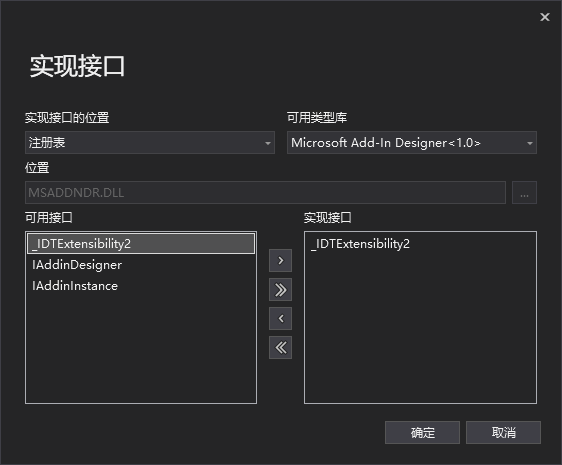 实现接口
实现接口的位置
可用类型库
注册表
Microsoft Add-In Designer<1.0>
位置
MSADDNDR.DLL
...
可用接口
实现接口
_IDTExtensibility2
IAddinDesigner
IAddinInstance
_IDTExtensibility2
确定
取消